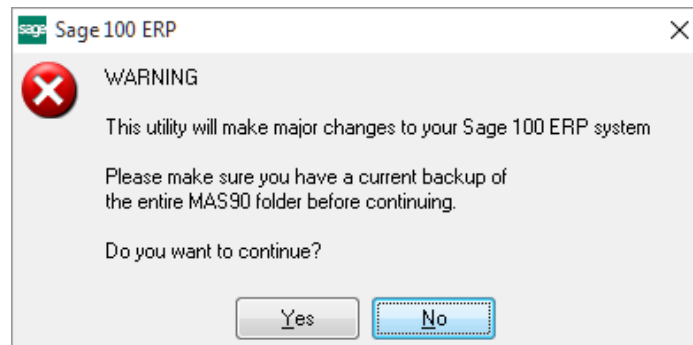 sage Sage 100 ERP
WARNING
This utility will make major changes to your Sage 100 ERP system
Please make sure you have a current backup of
the entire MAS90 folder before continuing.
Do you want to continue?
Yes
No